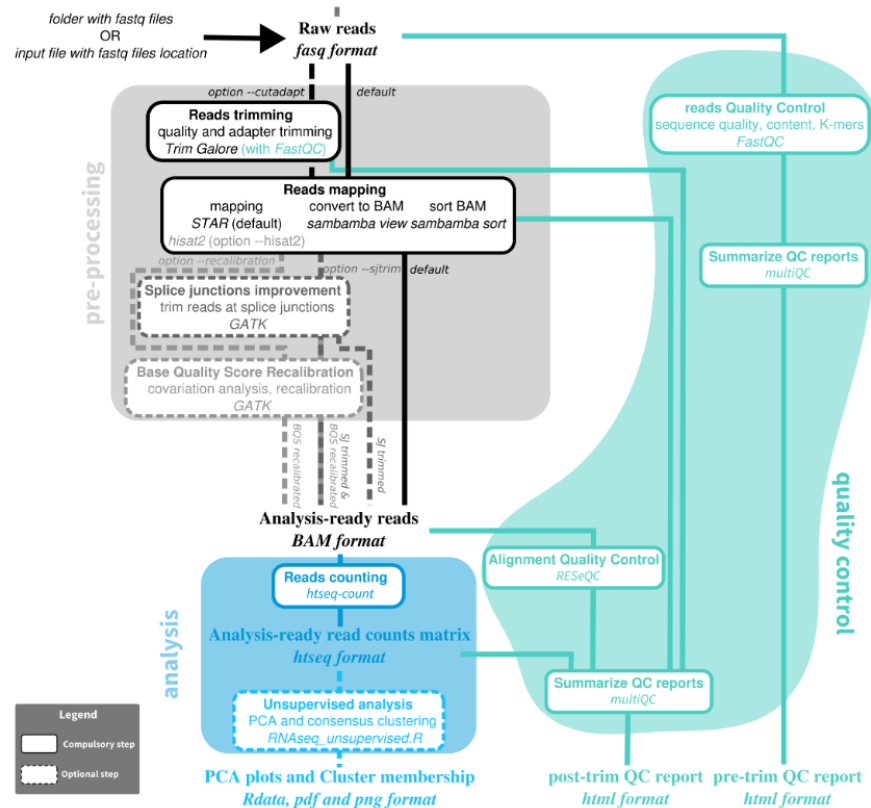 folder with fastq files
OR
input file with fastq files location
Raw reads
fasq format
option --cutadapt
default
Reads trimming
quality and adapter trimming
Trim Galore (with FastQC)
reads Quality Control
sequence quality, content, K-mers
FastQC
pre-processing
Reads mapping
mapping convert to BAM sort BAM
STAR (default) sambamba view sambamba sort
hisat2 (option --hisat2)
Summarize QC reports
multiQC
option --recalibration
option --sjtrim
default
Splice junctions improvement
trim reads at splice junctions
GATK
Base Quality Score Recalibration
covariation analysis, recalibration
GATK
BQS recalibrated
SJ trimmed &
BQS recalibrated
SJ trimmed
quality control
Analysis-ready reads
BAM format
Alignment Quality Control
RESeQC
analysis
Reads counting
htseq-count
Analysis-ready read counts matrix
htseq format
Summarize QC reports
multiQC
Unsupervised analysis
PCA and consensus clustering
RNAseq_unsupervised.R
Legend
Compulsory step
Optional step
PCA plots and Cluster membership
Rdata, pdf and png format
post-trim QC report
html format
pre-trim QC report
html format